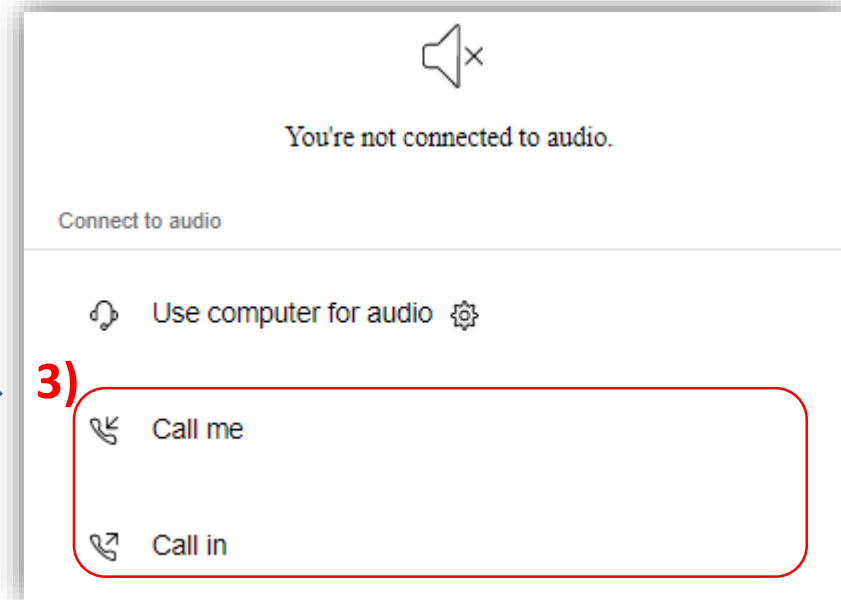 You're not connected to audio.
Connect to audio
Use computer for audio
3)
Call me
Call in